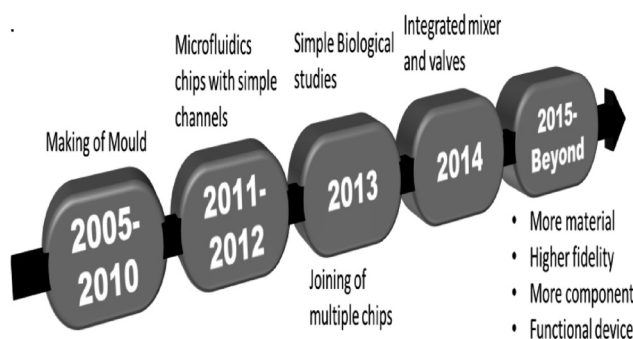 Making of Mould
2005-
2010
Microfluidics
chips with simple
channels
2011-
2012
Simple Biological
studies
2013
Joining of
multiple chips
Integrated mixer
and valves
2014
2015-
Beyond
• More material
• Higher fidelity
• More component
• Functional device